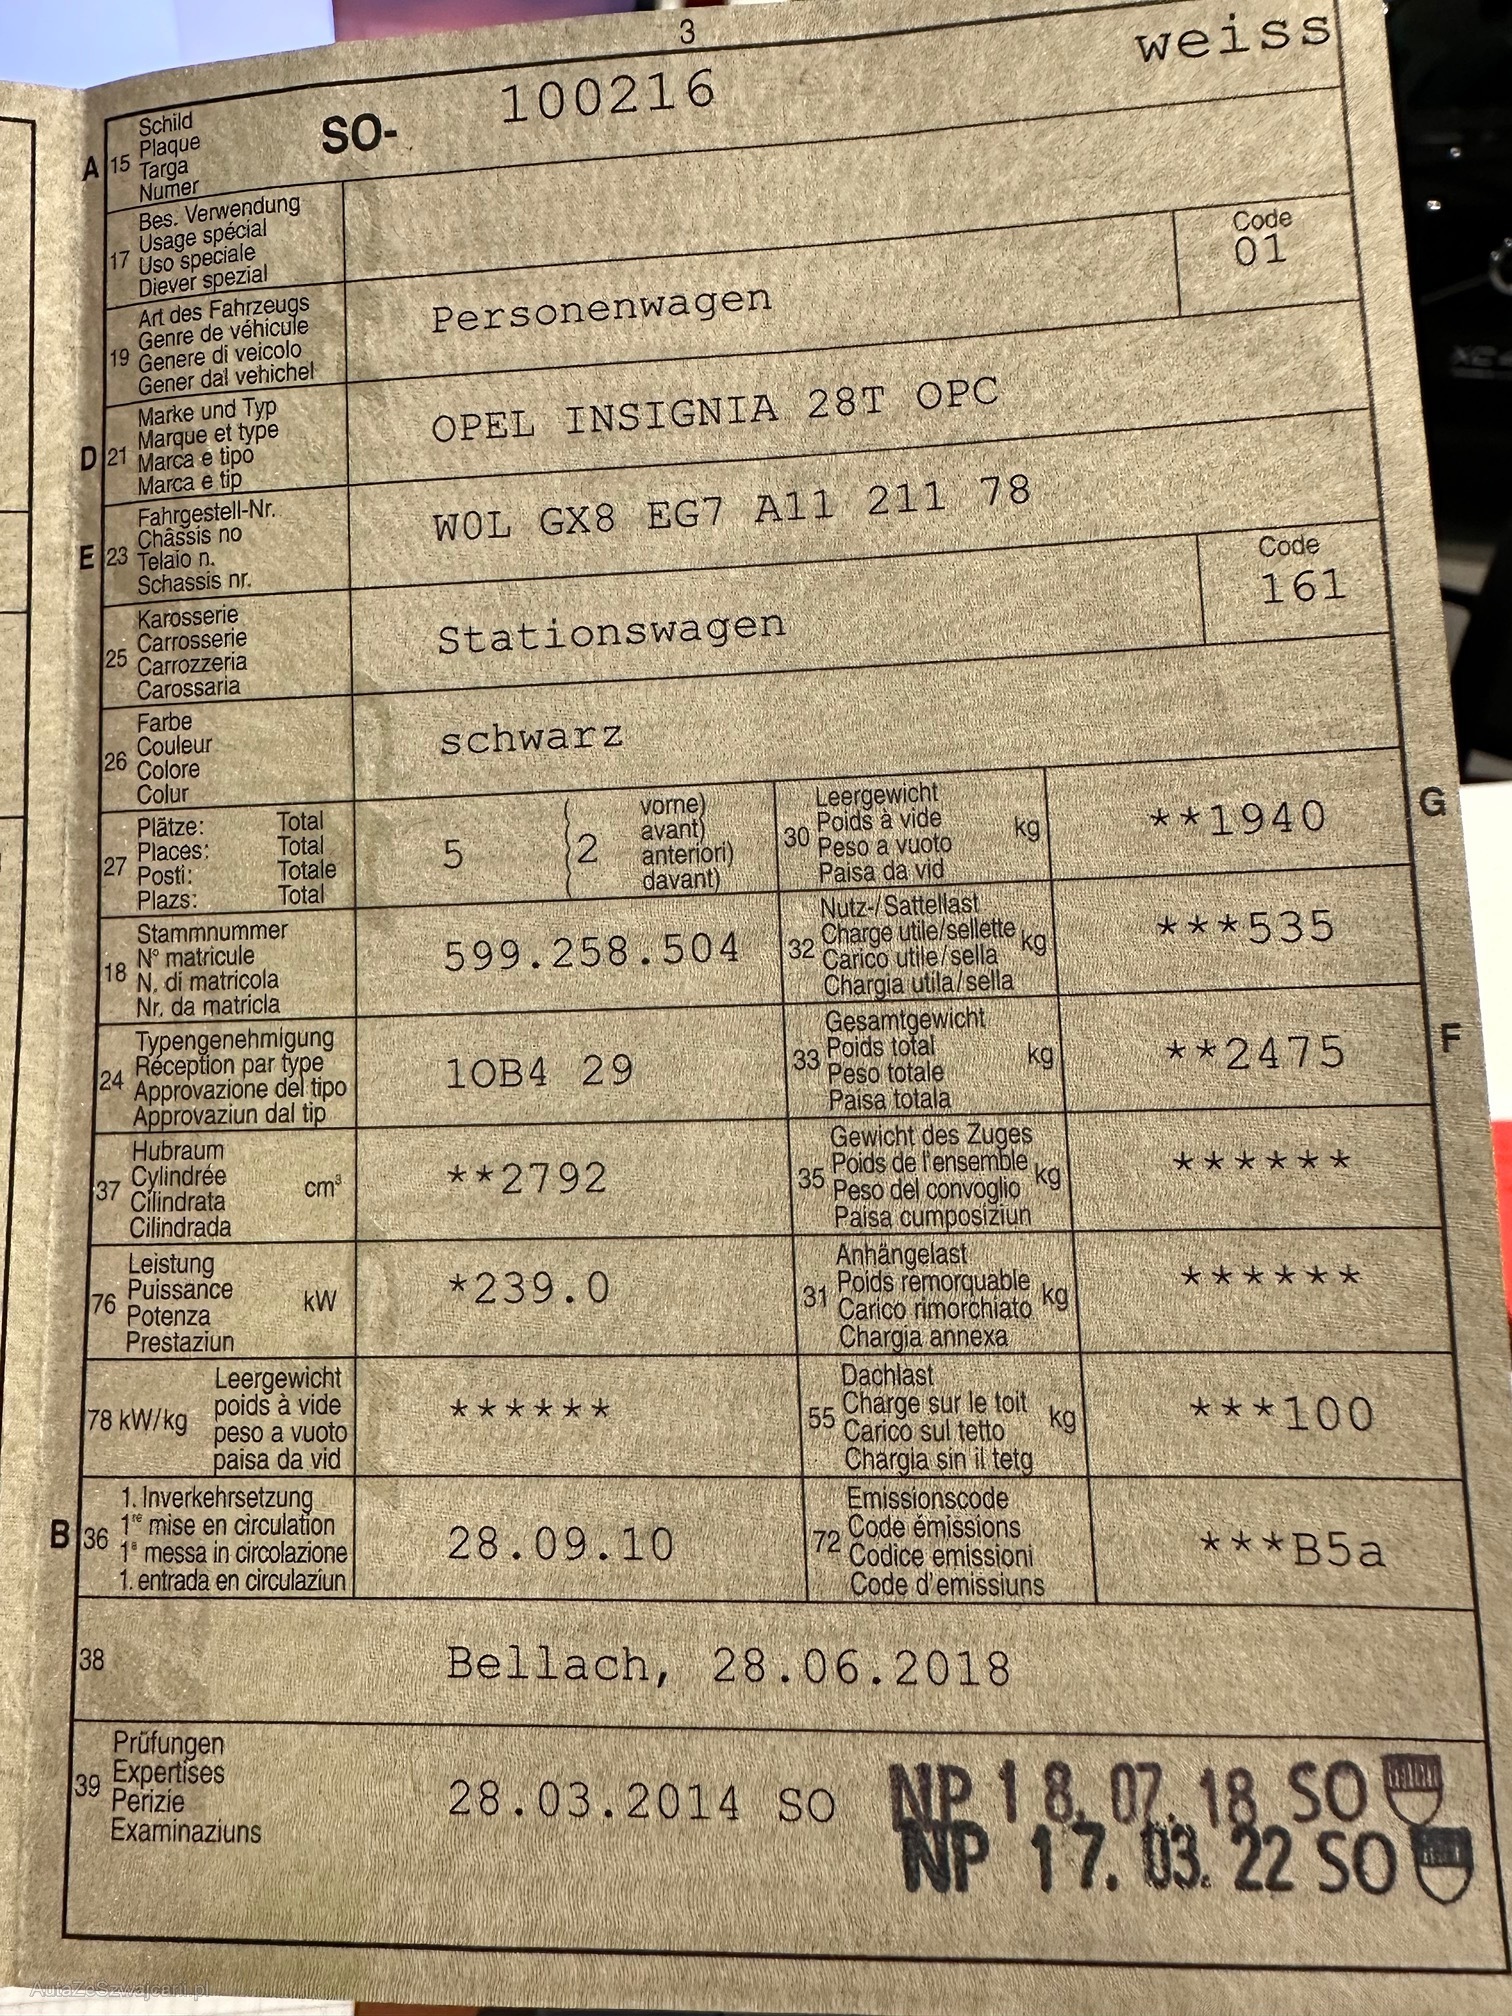 3
weiss
A 15 Schild
Plaque
Targa
Numer
SO- 100216
17 Bes. Verwendung
Usage spécial
Uso speciale
Diever spezial
19 Art des Fahrzeugs
Genre de véhicule
Genere di veicolo
Gener dal vehichel
Personenwagen
Code
01
D 21 Marke und Typ
Marque et type
Marca e tipo
Marca e tip
OPEL INSIGNIA 28T OPC
E 23 Fahrgestell-Nr.
Châssis no
Telaio n.
Schassis nr.
W0L GX8 EG7 A11 211 78
25 Karosserie
Carrosserie
Carrozzeria
Carossaria
Stationswagen
Code
161
26 Farbe
Couleur
Colore
Colur
schwarz
27 Plätze: Total
Places: Total
Posti: Totale
Plazs: Total
5 ( 2 vorne)
avant)
anteriori)
davant)
30 Leergewicht
Poids à vide
Peso a vuoto
Paisa da vid
kg
**1940
G
18 Stammnummer
N° matricule
N. di matricola
Nr. da matricla
599.258.504
32 Nutz-/Sattellast
Charge utile/sellette
Carico utile/sella
Chargia utila/sella
kg
***535
24 Typengenehmigung
Réception par type
Approvazione del tipo
Approvaziun dal tip
1OB4 29
33 Gesamtgewicht
Poids total
Peso totale
Paisa totala
kg
**2475
F
37 Hubraum
Cylindrée
Cilindrata
Cilindrada
cm³
**2792
35 Gewicht des Zuges
Poids de l'ensemble
Peso del convoglio
Paisa cumposiziun
kg
******
76 Leistung
Puissance
Potenza
Prestaziun
kW
*239.0
31 Anhängelast
Poids remorquable
Carico rimorchiato
Chargia annexa
kg
******
78 kW/kg
Leergewicht
poids à vide
peso a vuoto
paisa da vid
******
55 Dachlast
Charge sur le toit
Carico sul tetto
Chargia sin il tetg
kg
***100
B 36 1. Inverkehrsetzung
1re mise en circulation
1a messa in circolazione
1. entrada en circulaziun
28.09.10
72 Emissionscode
Code émissions
Codice emissioni
Code d'emissiuns
***B5a
38 Bellach, 28.06.2018
39 Prüfungen
Expertises
Perizie
Examinaziuns
28.03.2014 SO
NP 18.07.18 SO
NP 17.03.22 SO
AutaZeSzwajcarii.pl